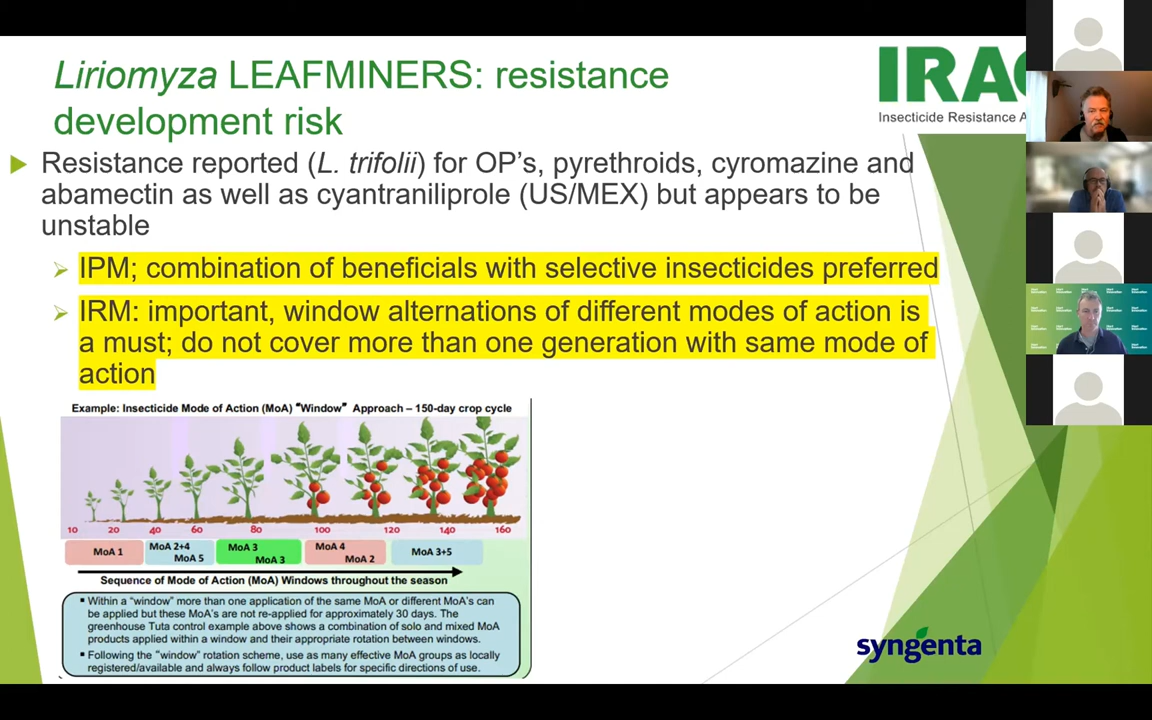 Liriomyza LEAFMINERS: resistance
development risk
IRAC
Insecticide Resistance A
Resistance reported (L. trifolii) for OP's, pyrethroids, cyromazine and
abamectin as well as cyantraniliprole (US/MEX) but appears to be
unstable
IPM; combination of beneficials with selective insecticides preferred
IRM: important, window alternations of different modes of action is
a must; do not cover more than one generation with same mode of
action
Example: Insecticide Mode of Action (MoA) "Window" Approach – 150-day crop cycle
10 20 40 60 80 100 120 140 160
MoA 1 MoA 2+4 MoA 3 MoA 4 MoA 3+5
MoA 5 MoA 3 MoA 2
Sequence of Mode of Action (MoA) Windows throughout the season
▪ Within a "window" more than one application of the same MoA or different MoA's can
be applied but these MoA's are not re-applied for approximately 30 days. The
greenhouse Tuta control example above shows a combination of solo and mixed MoA
products applied within a window and their appropriate rotation between windows.
▪ Following the "window" rotation scheme, use as many effective MoA groups as locally
registered/available and always follow product labels for specific directions of use.
syngenta